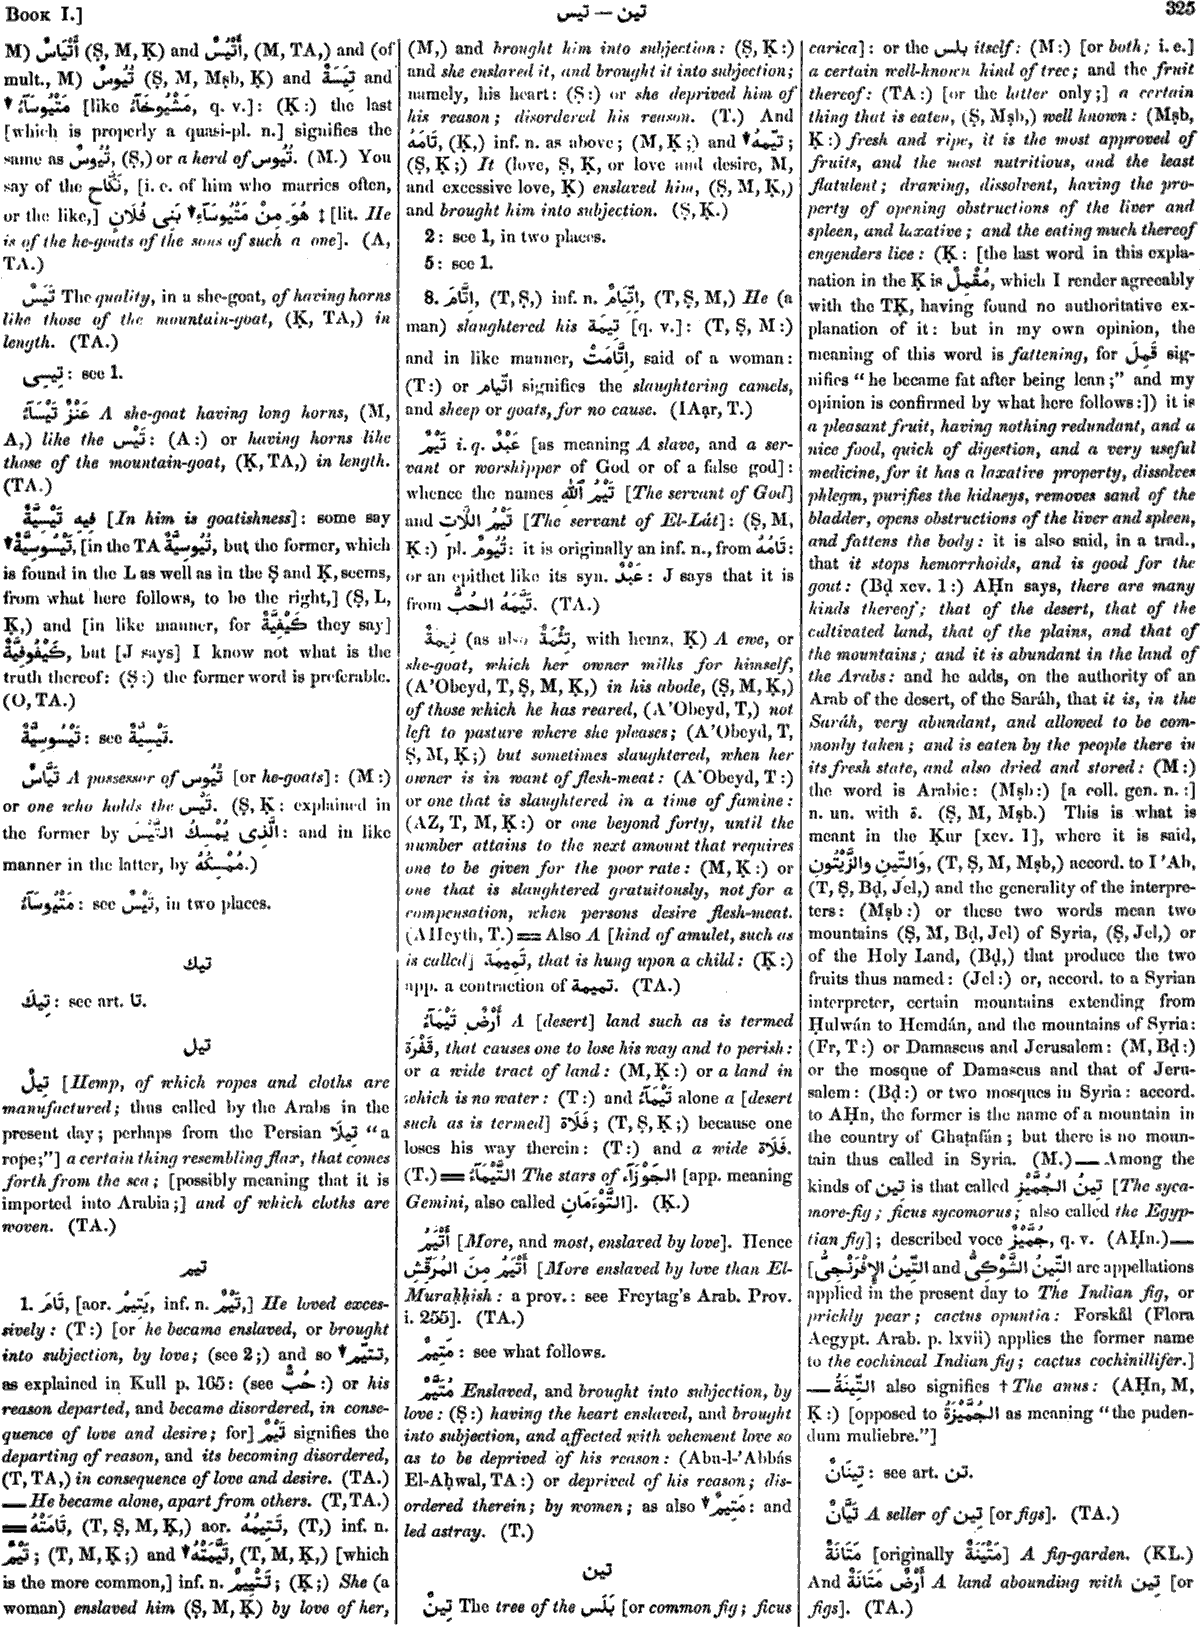 BOOK I.]
تين — تيس
325
M) أَتْيَاسٌ (Ṣ, M, Ḳ) and أَتْيُسٌ, (M, TA,) and (of
mult., M) تُيُوسٌ (Ṣ, M, Mṣb, Ḳ) and تِيَسَةٌ and
مَتْيُوسَآءُ [like مَشْيُوخَآءُ, q. v.]: (Ḳ:) the last
[which is properly a quasi-pl. n.] signifies the
same as تُيُوسٌ, (Ṣ,) or a herd of تُيُوس. (M.) You
say of the نَكَّاح, [i. e. of him who marries often,
or the like,] هُوَ مِنْ مَتْيُوسَآءِ بَنِى فُلَانٍ ‡ [lit. He
is of the he-goats of the sons of such a one]. (A,
TA.)
تَيَسٌ The quality, in a she-goat, of having horns
like those of the mountain-goat, (Ḳ, TA,) in
length. (TA.)
تِيسِى: see 1.
عَنْزٌ تَيْسَآءُ A she-goat having long horns, (M,
A,) like the تَيْس: (A:) or having horns like
those of the mountain-goat, (Ḳ, TA,) in length.
(TA.)
فِيهِ تَيْسِيَّةٌ [In him is goatishness]: some say
تَيْسُوسِيَّةٌ, [in the TA تُيُوسِيَّةٌ, but the former, which
is found in the L as well as in the Ṣ and Ḳ, seems,
from what here follows, to be the right,] (Ṣ, L,
Ḳ,) and [in like manner, for كَيْفِيَّةٌ they say]
كَيْفُوفِيَّةٌ, but [J says] I know not what is the
truth thereof: (Ṣ:) the former word is preferable.
(O, TA.)
تَيْسُوسِيَّةٌ: see تَيْسِيَّةٌ.
تَيَّاسٌ A possessor of تُيُوس [or he-goats]: (M:)
or one who holds the تَيْس. (Ṣ, Ḳ: explained in
the former by الَّذِى يُمْسِكُ التَّيْسَ: and in like
manner in the latter, by مُمْسِكُهُ.)
مَتْيُوسَآءُ: see تَيْسٌ, in two places.
تيك
تِيكَ: see art. تا.
تيل
تِيلٌ [Hemp, of which ropes and cloths are
manufactured; thus called by the Arabs in the
present day; perhaps from the Persian تِيلَا "a
rope;"] a certain thing resembling flax, that comes
forth from the sea; [possibly meaning that it is
imported into Arabia;] and of which cloths are
woven. (TA.)
تيم
1. تَامَ, [aor. يَتِيمُ, inf. n. تَيْمٌ,] He loved exces-
sively: (T:) [or he became enslaved, or brought
into subjection, by love; (see 2;) and so تتيّم,
as explained in Kull p. 165: (see حُبٌّ:) or his
reason departed, and became disordered, in conse-
quence of love and desire; for] تَيْمٌ signifies the
departing of reason, and its becoming disordered,
(T, TA,) in consequence of love and desire. (TA.)
— He became alone, apart from others. (T, TA.)
== تَامَتْهُ, (T, Ṣ, M, Ḳ,) aor. تَتِيمُهُ, (T,) inf. n.
تَيْمٌ; (T, M, Ḳ;) and تَيَّمَتْهُ, (T, M, Ḳ,) [which
is the more common,] inf. n. تَتْيِيمٌ; (Ḳ;) She (a
woman) enslaved him (Ṣ, M, Ḳ) by love of her,
(M,) and brought him into subjection: (Ṣ, Ḳ:)
and she enslaved it, and brought it into subjection;
namely, his heart: (Ṣ:) or she deprived him of
his reason; disordered his reason. (T.) And
تَامَهُ, (Ḳ,) inf. n. as above; (M, Ḳ;) and تيّمهُ;
(Ṣ, Ḳ;) It (love, Ṣ, Ḳ, or love and desire, M,
and excessive love, Ḳ) enslaved him, (Ṣ, M, Ḳ,)
and brought him into subjection. (Ṣ, Ḳ.)
2: see 1, in two places.
5: see 1.
8. اِتَّامَ, (T, Ṣ,) inf. n. اِتِّيَامٌ, (T, Ṣ, M,) He (a
man) slaughtered his تِيمَة [q. v.]: (T, Ṣ, M:)
and in like manner, اِتَّامَتْ, said of a woman:
(T:) or اتّيام signifies the slaughtering camels,
and sheep or goats, for no cause. (IAạr, T.)
تَيْمٌ i. q. عَبْدٌ [as meaning A slave, and a ser-
vant or worshipper of God or of a false god]:
whence the names تَيْمُ ٱللّٰهِ [The servant of God]
and تَيْمُ اللَّاتِ [The servant of El-Lát]: (Ṣ, M,
Ḳ:) pl. تُيُومٌ: it is originally an inf. n., from تَامَهُ:
or an epithet like its syn. عَبْدٌ: J says that it is
from تَيَّمَهُ الحُبُّ. (TA.)
تِيمَةٌ (as also تِئْمَةٌ, with hemz, Ḳ) A ewe, or
she-goat, which her owner milks for himself,
(A'Obeyd, T, Ṣ, M, Ḳ,) in his abode, (Ṣ, M, Ḳ,)
of those which he has reared, (A'Obeyd, T,) not
left to pasture where she pleases; (A'Obeyd, T,
Ṣ, M, Ḳ;) but sometimes slaughtered, when her
owner is in want of flesh-meat: (A'Obeyd, T:)
or one that is slaughtered in a time of famine:
(AZ, T, M, Ḳ:) or one beyond forty, until the
number attains to the next amount that requires
one to be given for the poor rate: (M, Ḳ:) or
one that is slaughtered gratuitously, not for a
compensation, when persons desire flesh-meat.
(AHeyth, T.) == Also A [kind of amulet, such as
is called] تَمِيمَة, that is hung upon a child: (Ḳ:)
app. a contraction of تميمة. (TA.)
أَرْضٌ تَيْمَآءُ A [desert] land such as is termed
قَفْرَة, that causes one to lose his way and to perish:
or a wide tract of land: (M, Ḳ:) or a land in
which is no water: (T:) and تَيْمَآءُ alone a [desert
such as is termed] فَلَاة; (T, Ṣ, Ḳ;) because one
loses his way therein: (T:) and a wide فَلَاة.
(T.) == التَّيْمَآءُ The stars of الجَوْزَآء [app. meaning
Gemini, also called التَّوْءَمَانِ]. (Ḳ.)
أَتْيَمُ [More, and most, enslaved by love]. Hence
أَتْيَمُ مِنَ المُرَقِّشِ [More enslaved by love than El-
Muraḳḳish: a prov.: see Freytag's Arab. Prov.
i. 255]. (TA.)
مَتِيمٌ: see what follows.
مُتَيَّمٌ Enslaved, and brought into subjection, by
love: (Ṣ:) having the heart enslaved, and brought
into subjection, and affected with vehement love so
as to be deprived of his reason: (Abu-l-'Abbás
El-Aḥwal, TA:) or deprived of his reason; dis-
ordered therein; by women; as also مَتِيمٌ: and
led astray. (T.)
تين
تِينٌ The tree of the بَلَس [or common fig; ficus
carica]: or the بلس itself: (M:) [or both; i. e.]
a certain well-known kind of tree; and the fruit
thereof: (TA:) [or the latter only;] a certain
thing that is eaten, (Ṣ, Mṣb,) well known: (Mṣb,
Ḳ:) fresh and ripe, it is the most approved of
fruits, and the most nutritious, and the least
flatulent; drawing, dissolvent, having the pro-
perty of opening obstructions of the liver and
spleen, and laxative; and the eating much thereof
engenders lice: (Ḳ: [the last word in this expla-
nation in the Ḳ is مُقْمِلٌ, which I render agreeably
with the TḲ, having found no authoritative ex-
planation of it: but in my own opinion, the
meaning of this word is fattening, for قَمِلَ sig-
nifies "he became fat after being lean;" and my
opinion is confirmed by what here follows:]) it is
a pleasant fruit, having nothing redundant, and a
nice food, quick of digestion, and a very useful
medicine, for it has a laxative property, dissolves
phlegm, purifies the kidneys, removes sand of the
bladder, opens obstructions of the liver and spleen,
and fattens the body: it is also said, in a trad.,
that it stops hemorrhoids, and is good for the
gout: (Bḍ xcv. 1:) AḤn says, there are many
kinds thereof; that of the desert, that of the
cultivated land, that of the plains, and that of
the mountains; and it is abundant in the land of
the Arabs: and he adds, on the authority of an
Arab of the desert, of the Saráh, that it is, in the
Saráh, very abundant, and allowed to be com-
monly taken; and is eaten by the people there in
its fresh state, and also dried and stored: (M:)
the word is Arabic: (Mṣb:) [a coll. gen. n.:]
n. un. with ة. (Ṣ, M, Mṣb.) This is what is
meant in the Ḳur [xcv. 1], where it is said,
وَالتِّينِ وَالزَّيْتُونِ, (T, Ṣ, M, Mṣb,) accord. to I 'Ab,
(T, Ṣ, Bḍ, Jel,) and the generality of the interpre-
ters: (Mṣb:) or these two words mean two
mountains (Ṣ, M, Bḍ, Jel) of Syria, (Ṣ, Jel,) or
of the Holy Land, (Bḍ,) that produce the two
fruits thus named: (Jel:) or, accord. to a Syrian
interpreter, certain mountains extending from
Ḥulwán to Hemdán, and the mountains of Syria:
(Fr, T:) or Damascus and Jerusalem: (M, Bḍ:)
or the mosque of Damascus and that of Jeru-
salem: (Bḍ:) or two mosques in Syria: accord.
to AḤn, the former is the name of a mountain in
the country of Ghaṭafán; but there is no moun-
tain thus called in Syria. (M.) — Among the
kinds of تين is that called تِينُ الجُمَّيْزِ [The syca-
more-fig; ficus sycomorus; also called the Egyp-
tian fig]; described voce جُمَّيْزٌ, q. v. (AḤn.) —
[التِّينُ الإِفْرَنْجِىُّ and التِّينُ الشَّوْكِىُّ are appellations
applied in the present day to The Indian fig, or
prickly pear; cactus opuntia: Forskål (Flora
Aegypt. Arab. p. lxvii) applies the former name
to the cochineal Indian fig; cactus cochinillifer.]
— التِّينَةُ also signifies † The anus: (AḤn, M,
Ḳ:) [opposed to الجُمَّيْزَةُ as meaning "the puden-
dum muliebre."]
تِينَانٌ: see art. تن.
تَيَّانٌ A seller of تِين [or figs]. (TA.)
مَتَانَةٌ [originally مَتْيَنَةٌ] A fig-garden. (KL.)
And أَرْضٌ مَتَانَةٌ A land abounding with تِين [or
figs]. (TA.)